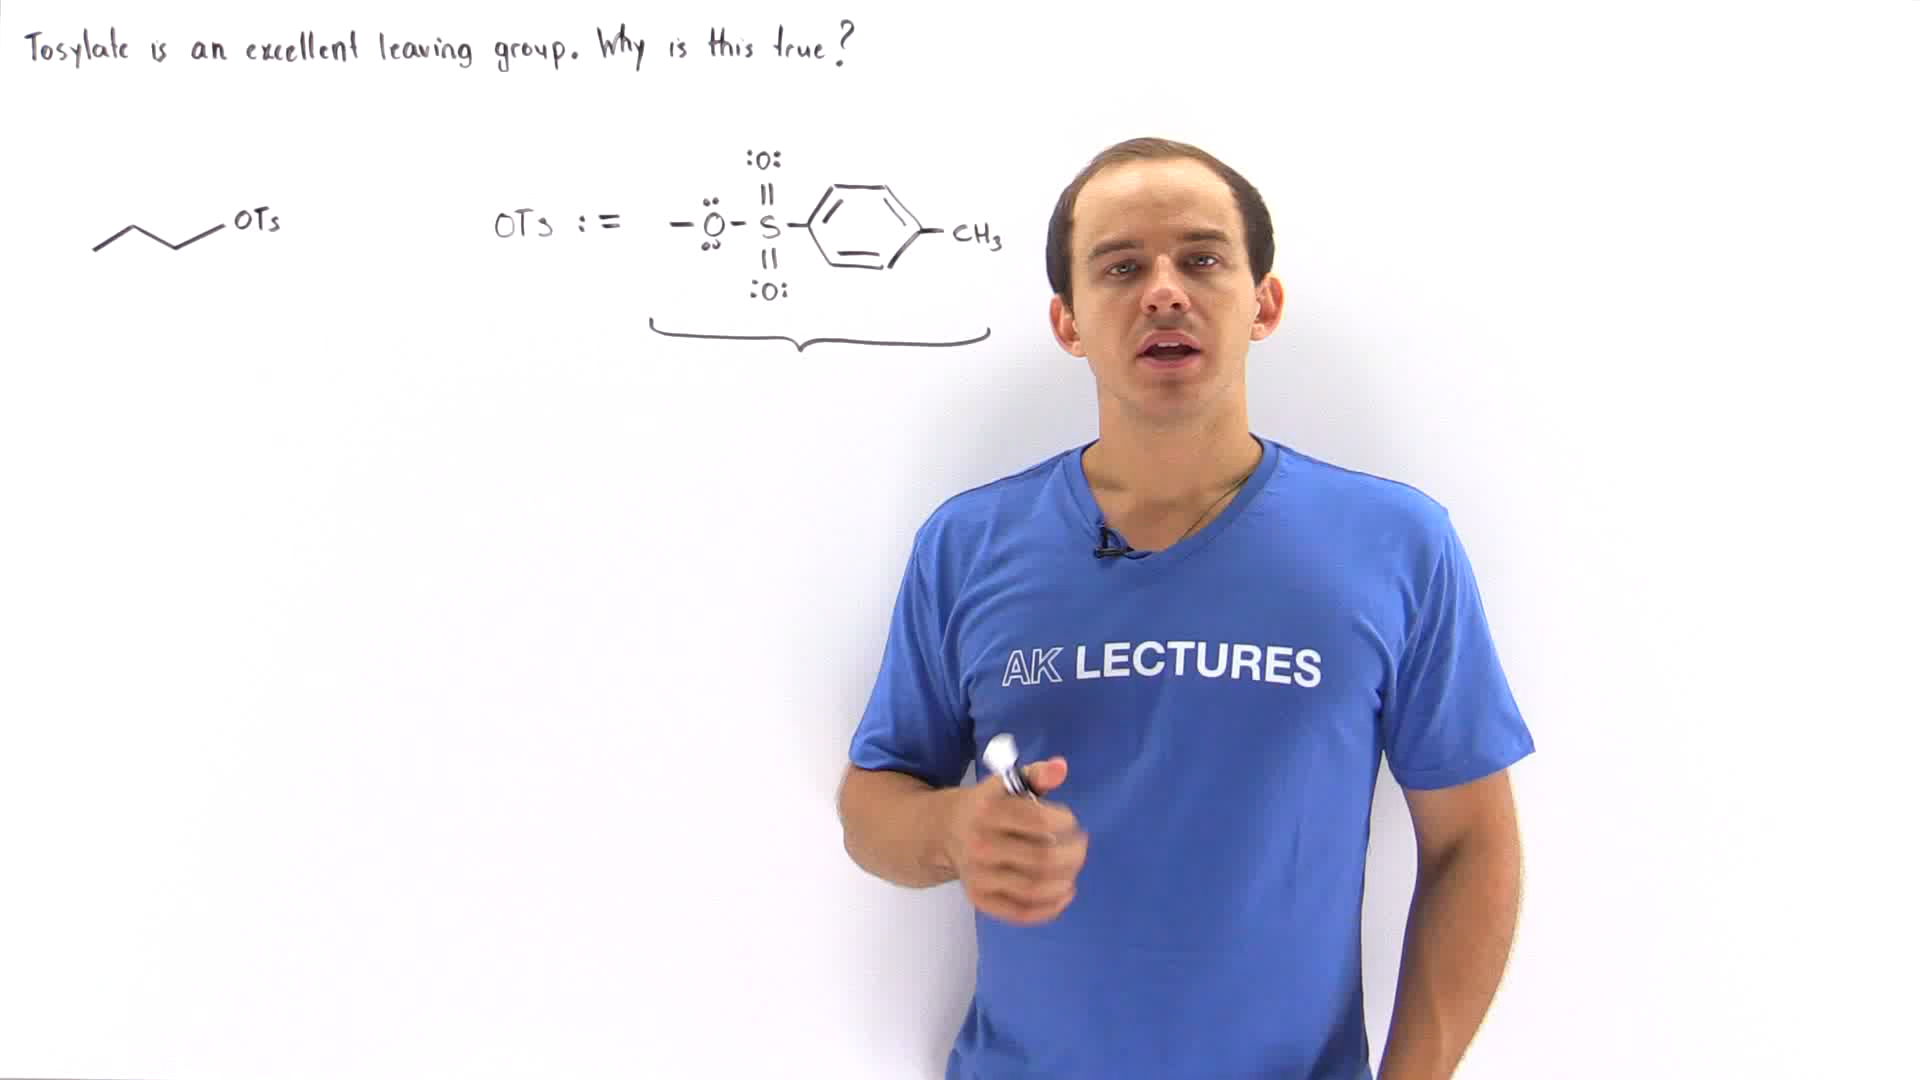 Tosylate is an excellent leaving group. Why is this true?
:O:
||
OTs
OTs := –O–S–CH3
||
:O:
AK LECTURES